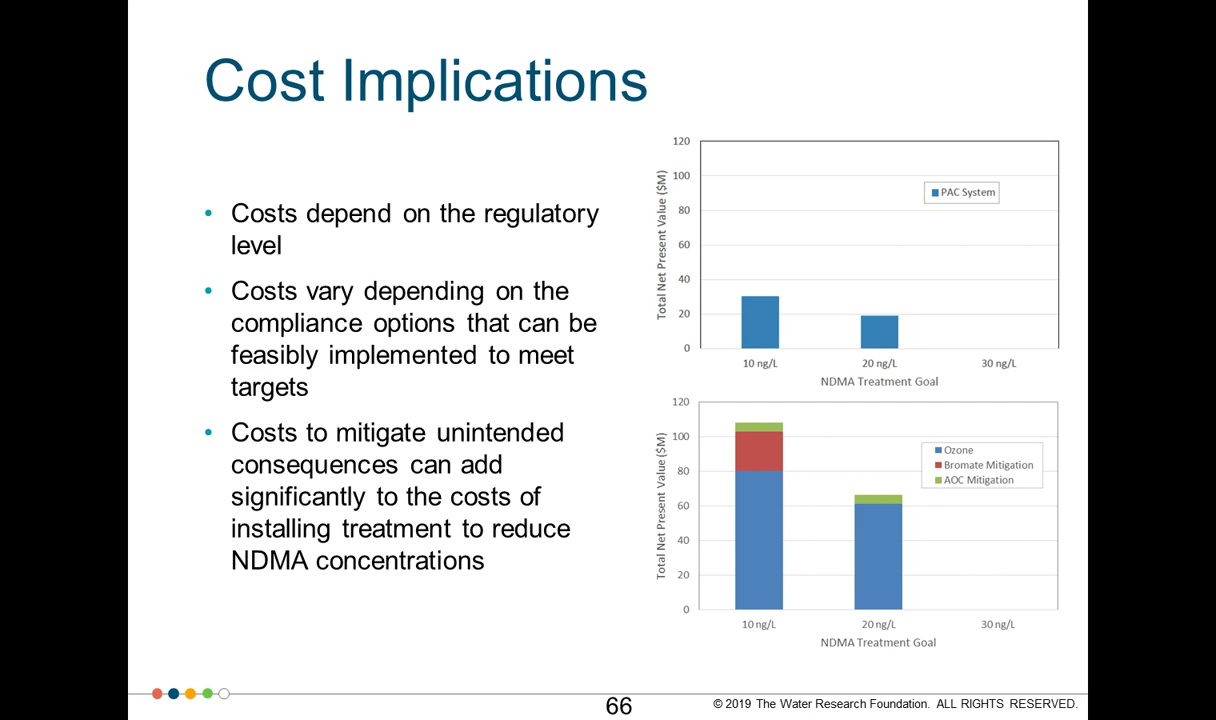 Cost Implications
• Costs depend on the regulatory
level
• Costs vary depending on the
compliance options that can be
feasibly implemented to meet
targets
• Costs to mitigate unintended
consequences can add
significantly to the costs of
installing treatment to reduce
NDMA concentrations
Total Net Present Value ($M)
120
100
80
60
40
20
0
PAC System
10 ng/L 20 ng/L 30 ng/L
NDMA Treatment Goal
Total Net Present Value ($M)
120
100
80
60
40
20
0
Ozone
Bromate Mitigation
AOC Mitigation
10 ng/L 20 ng/L 30 ng/L
NDMA Treatment Goal
66
© 2019 The Water Research Foundation. ALL RIGHTS RESERVED.